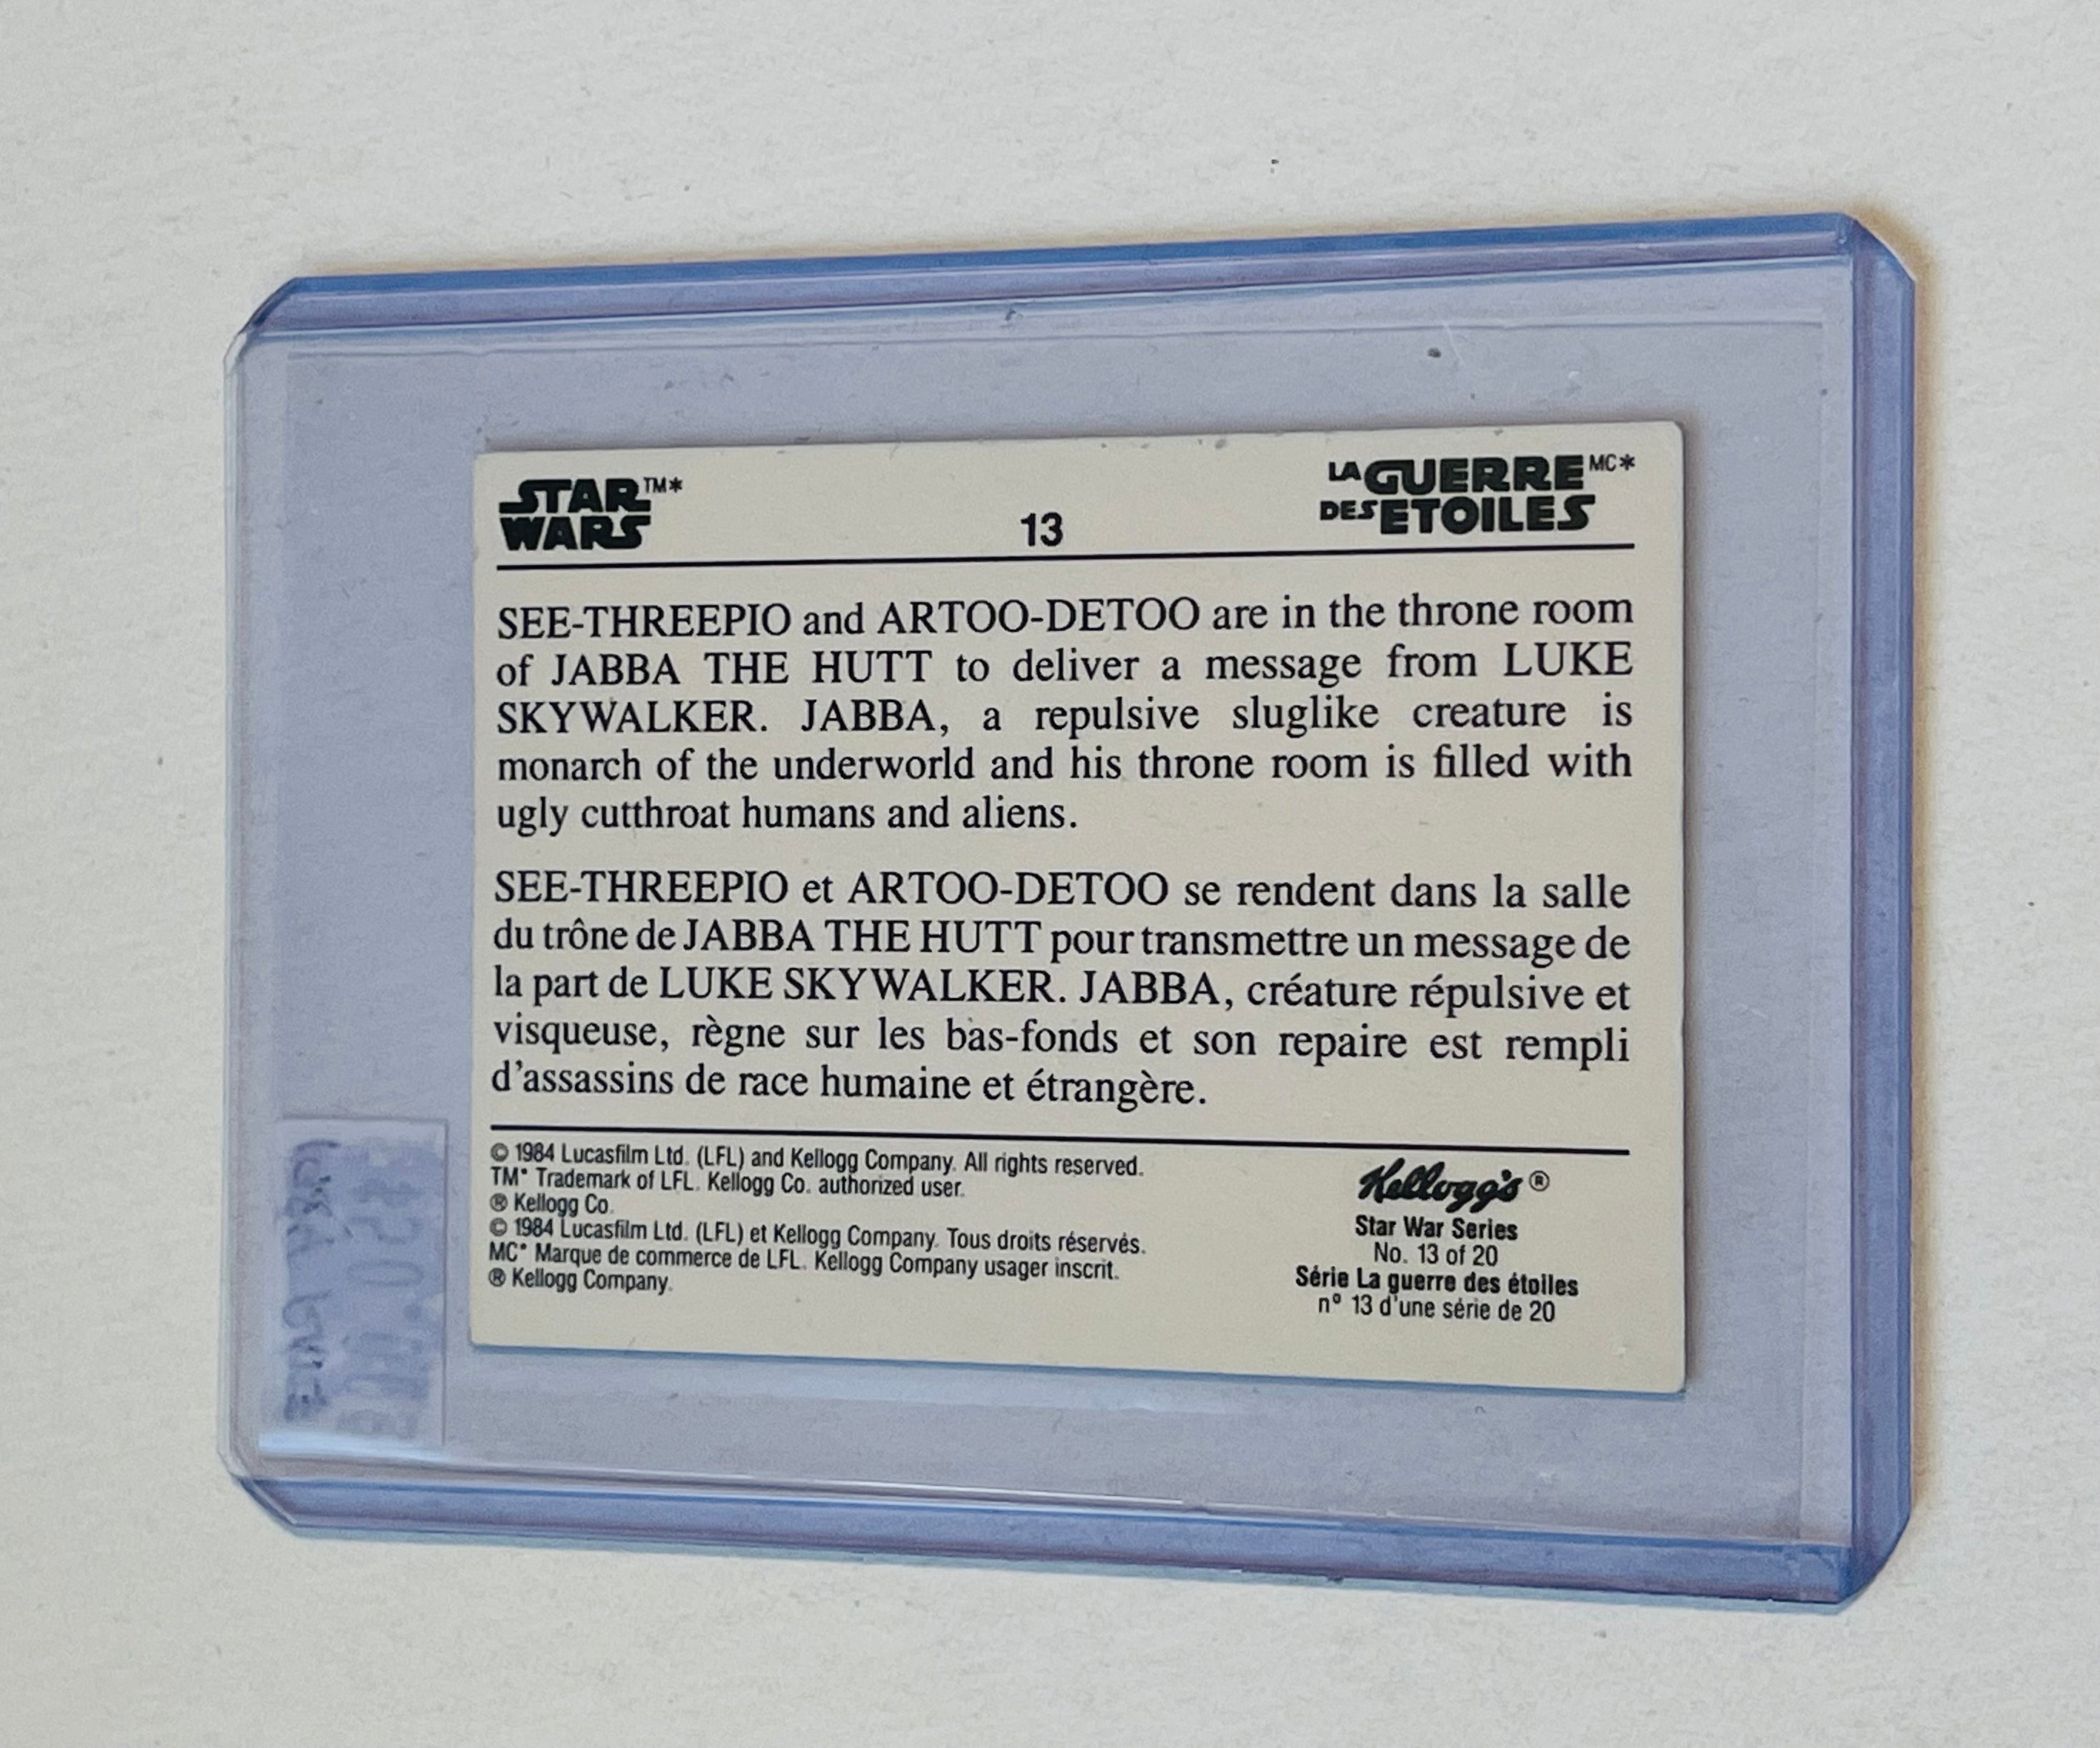 STAR™*
WARS
13
LA GUERRE MC*
DES ETOILES
SEE-THREEPIO and ARTOO-DETOO are in the throne room
of JABBA THE HUTT to deliver a message from LUKE
SKYWALKER. JABBA, a repulsive sluglike creature is
monarch of the underworld and his throne room is filled with
ugly cutthroat humans and aliens.
SEE-THREEPIO et ARTOO-DETOO se rendent dans la salle
du trône de JABBA THE HUTT pour transmettre un message de
la part de LUKE SKYWALKER. JABBA, créature répulsive et
visqueuse, règne sur les bas-fonds et son repaire est rempli
d'assassins de race humaine et étrangère.
© 1984 Lucasfilm Ltd. (LFL) and Kellogg Company. All rights reserved.
TM* Trademark of LFL. Kellogg Co. authorized user.
® Kellogg Co.
© 1984 Lucasfilm Ltd. (LFL) et Kellogg Company. Tous droits réservés.
MC* Marque de commerce de LFL. Kellogg Company usager inscrit.
® Kellogg Company.
Kellogg's®
Star War Series
No. 13 of 20
Série La guerre des étoiles
nº 13 d'une série de 20